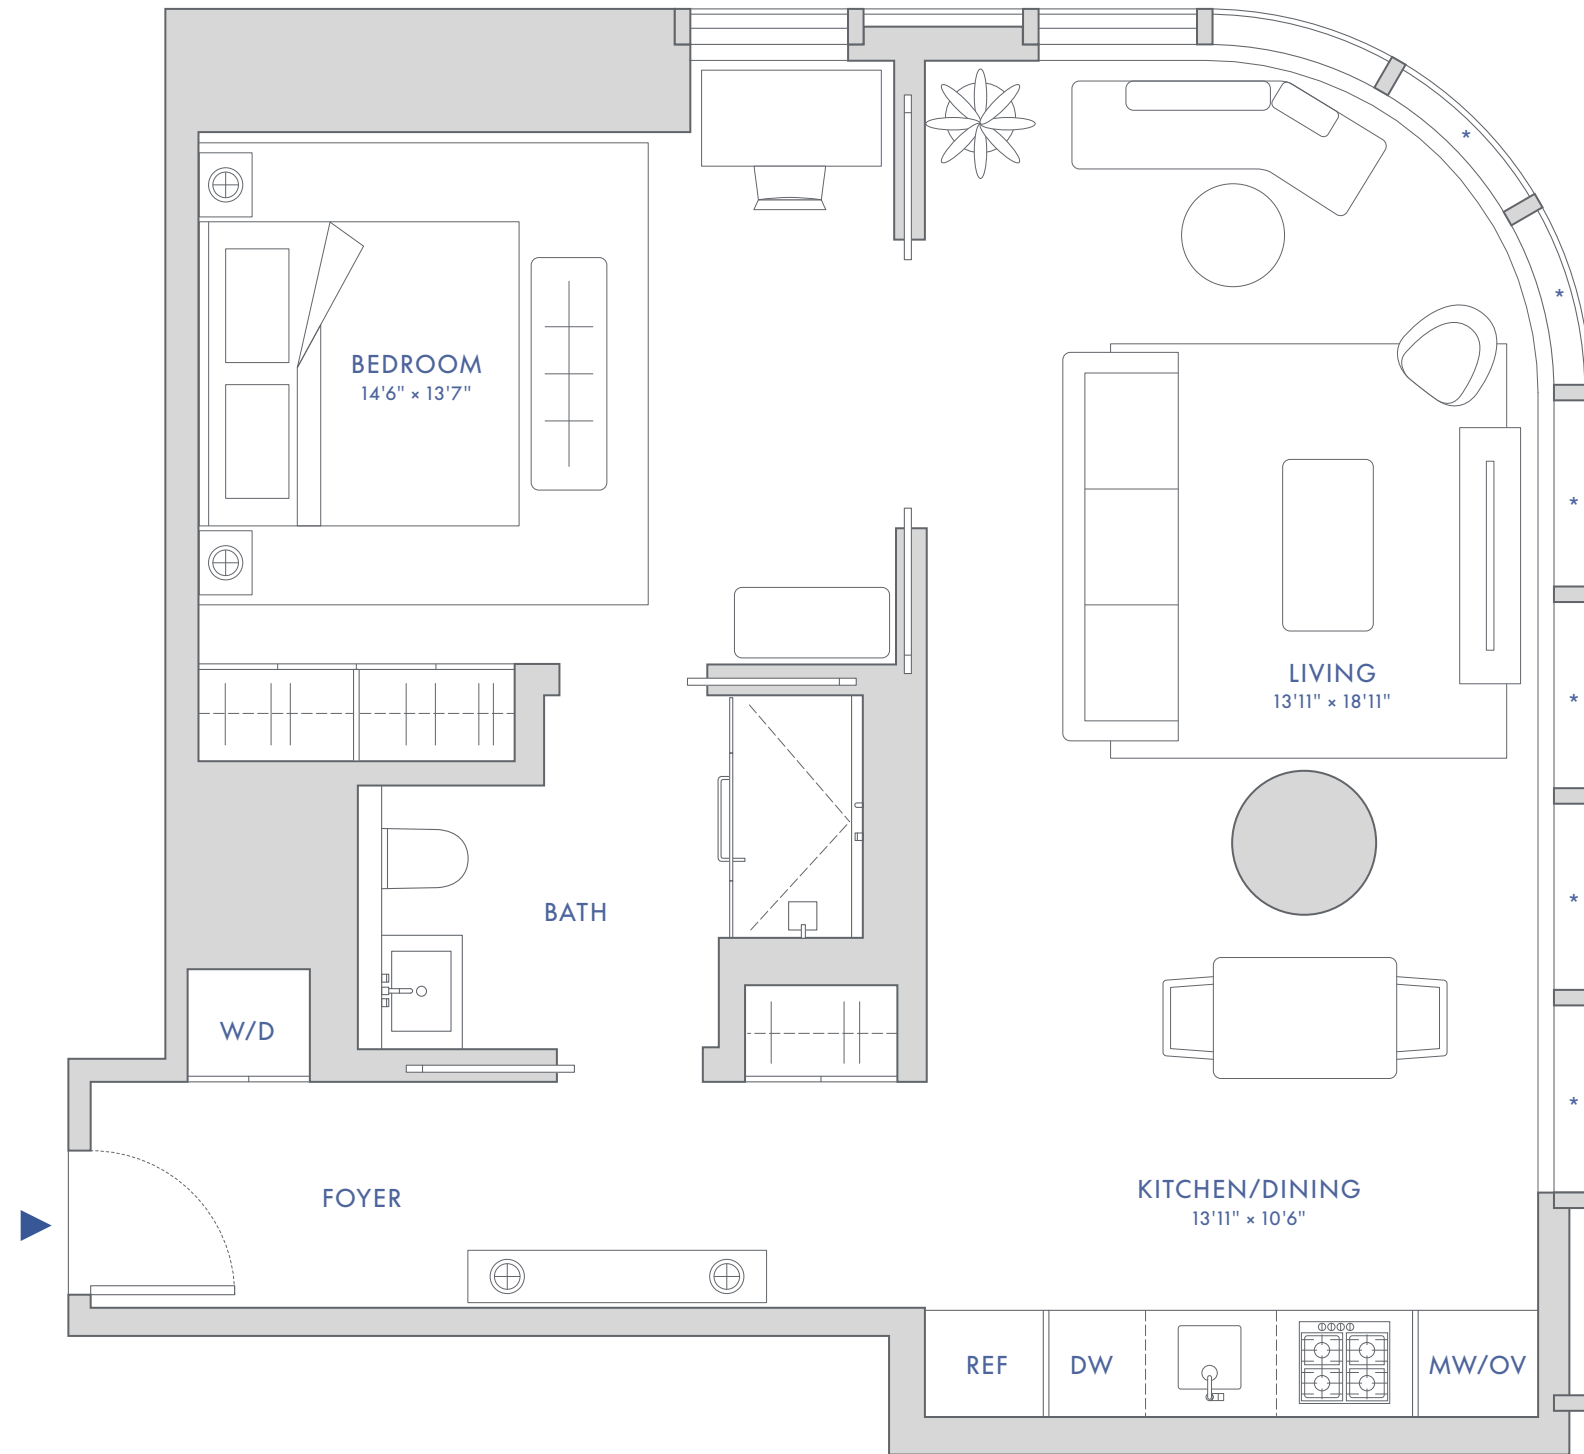 *
*
BEDROOM
14'6" × 13'7"
*
LIVING
13'11" × 18'11"
*
*
BATH
W/D
*
KITCHEN/DINING
13'11" × 10'6"
FOYER
REF
DW
MW/OV